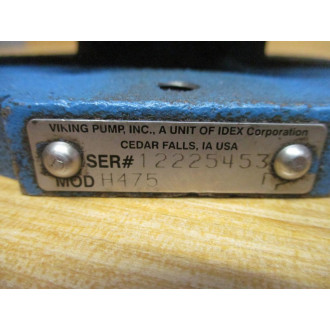 VIKING PUMP, INC., A UNIT OF IDEX Corporation
CEDAR FALLS, IA USA
SER# 12225453
MOD H475